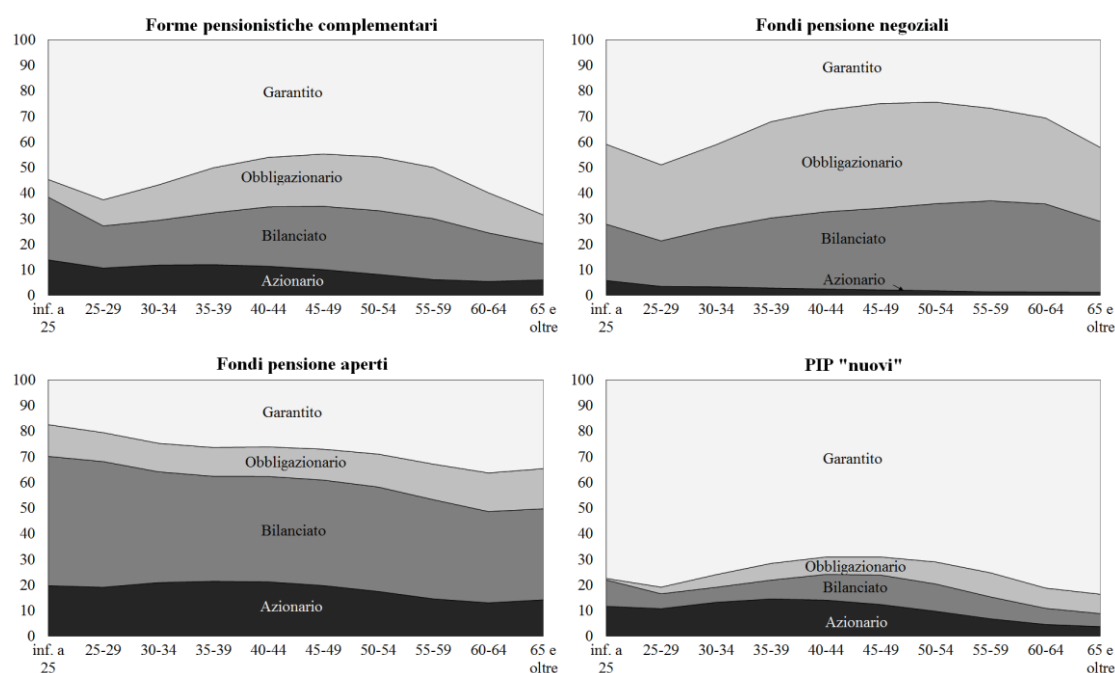 Forme pensionistiche complementari
100
90
80
70
60
50
40
30
20
10
0
Garantito
Obbligazionario
Bilanciato
Azionario
inf. a 25
25-29
30-34
35-39
40-44
45-49
50-54
55-59
60-64
65 e oltre
Fondi pensione negoziali
100
90
80
70
60
50
40
30
20
10
0
Garantito
Obbligazionario
Bilanciato
Azionario
inf. a 25
25-29
30-34
35-39
40-44
45-49
50-54
55-59
60-64
65 e oltre
Fondi pensione aperti
100
90
80
70
60
50
40
30
20
10
0
Garantito
Obbligazionario
Bilanciato
Azionario
inf. a 25
25-29
30-34
35-39
40-44
45-49
50-54
55-59
60-64
65 e oltre
PIP "nuovi"
100
90
80
70
60
50
40
30
20
10
0
Garantito
Obbligazionario
Bilanciato
Azionario
inf. a 25
25-29
30-34
35-39
40-44
45-49
50-54
55-59
60-64
65 e oltre